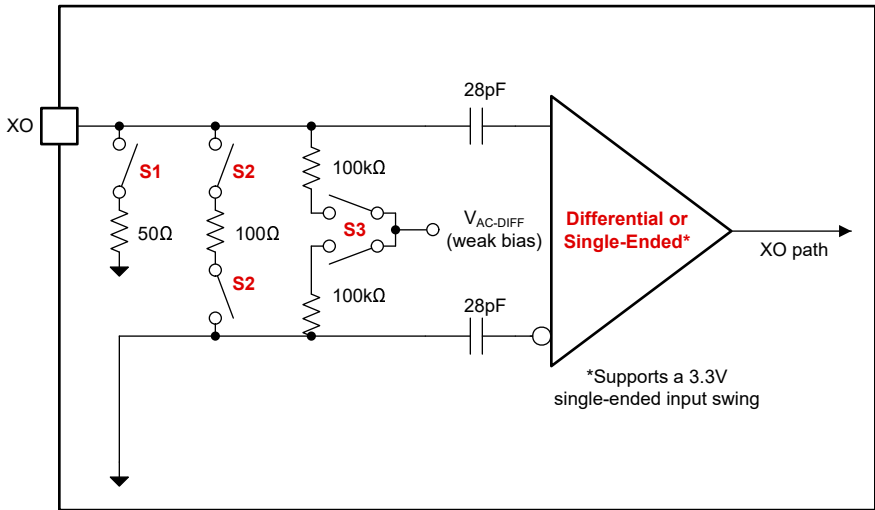 XO
28pF
S1
S2
100kΩ
50Ω
100Ω
S3
V_AC-DIFF
(weak bias)
Differential or
Single-Ended*
XO path
S2
100kΩ
28pF
*Supports a 3.3V
single-ended input swing